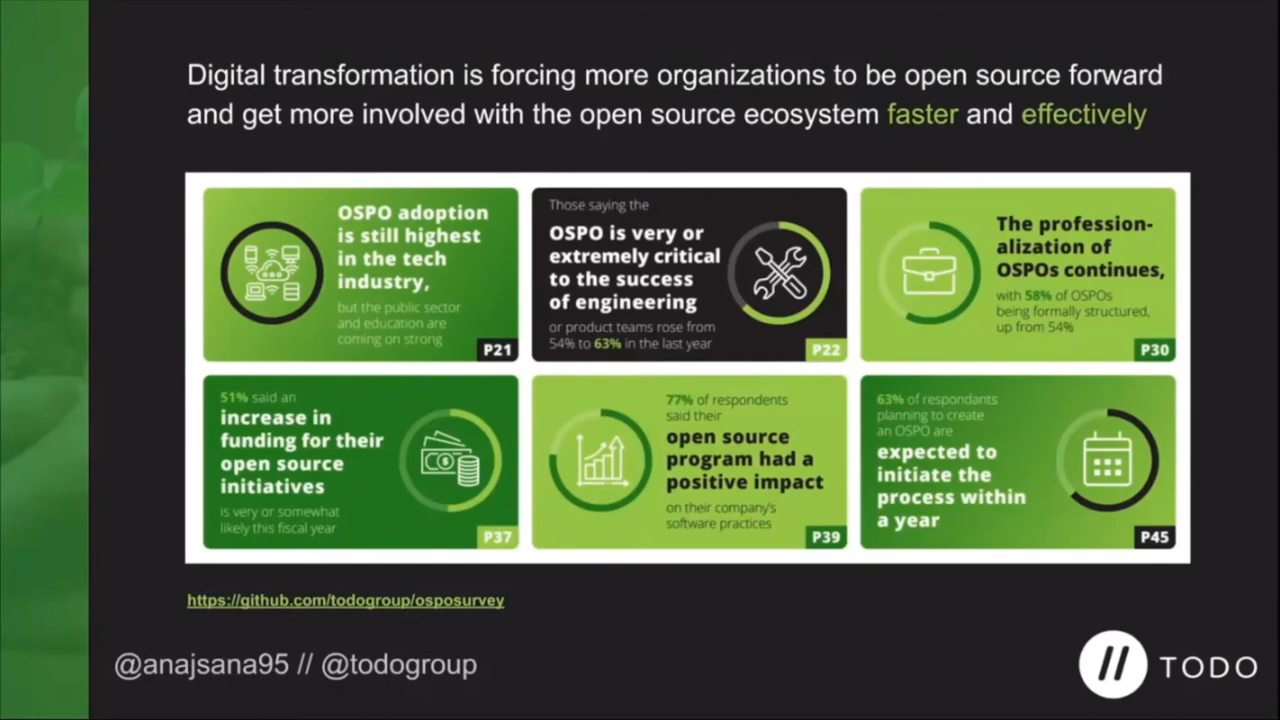 Digital transformation is forcing more organizations to be open source forward
and get more involved with the open source ecosystem faster and effectively
OSPO adoption
is still highest
in the tech
industry,
but the public sector
and education are
coming on strong
P21
Those saying the
OSPO is very or
extremely critical
to the success
of engineering
or product teams rose from
54% to 63% in the last year
P22
The profession-
alization of
OSPOs continues,
with 58% of OSPOs
being formally structured,
up from 54%
P30
51% said an
increase in
funding for their
open source
initiatives
is very or somewhat
likely this fiscal year
P37
77% of respondents
said their
open source
program had a
positive impact
on their company's
software practices
P39
63% of respondants
planning to create
an OSPO are
expected to
initiate the
process within
a year
P45
https://github.com/todogroup/osposurvey
@anajsana95 // @todogroup
// TODO